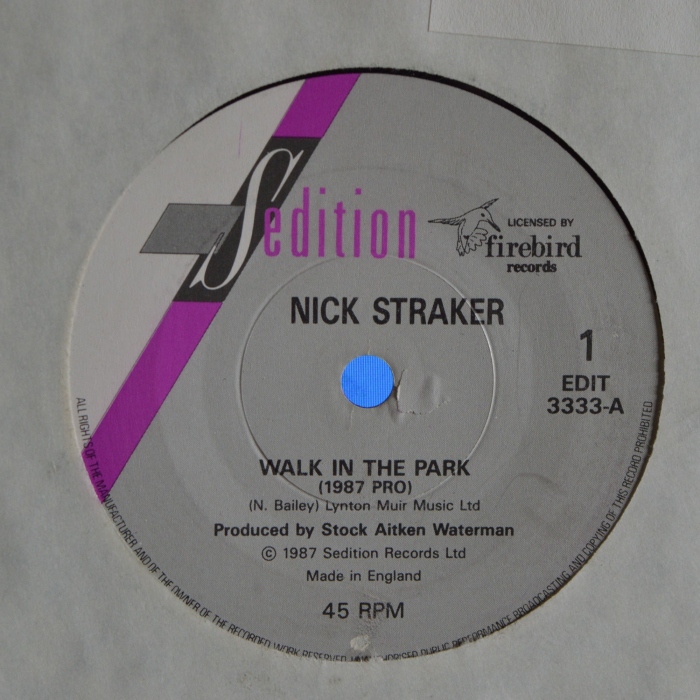 Sedition
LICENSED BY
firebird
records
NICK STRAKER
1
EDIT
3333-A
WALK IN THE PARK
(1987 PRO)
(N. Bailey) Lynton Muir Music Ltd
Produced by Stock Aitken Waterman
© 1987 Sedition Records Ltd
Made in England
45 RPM
ALL RIGHTS OF THE MANUFACTURER AND OF THE OWNER OF THE RECORDED WORK RESERVED PUBLIC PERFORMANCE BROADCASTING AND COPYING OF THIS RECORD PROHIBITED